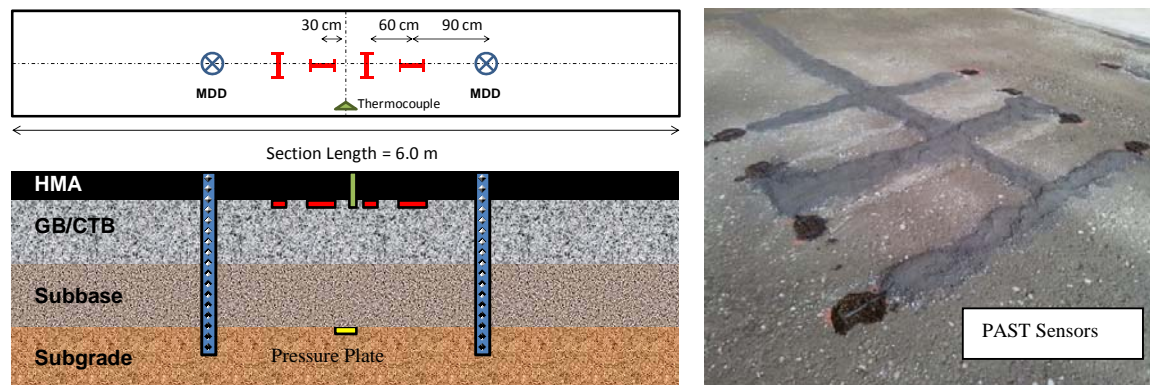 30 cm
60 cm
90 cm
MDD
MDD
Thermocouple
Section Length = 6.0 m
HMA
GB/CTB
Subbase
Subgrade
Pressure Plate
PAST Sensors